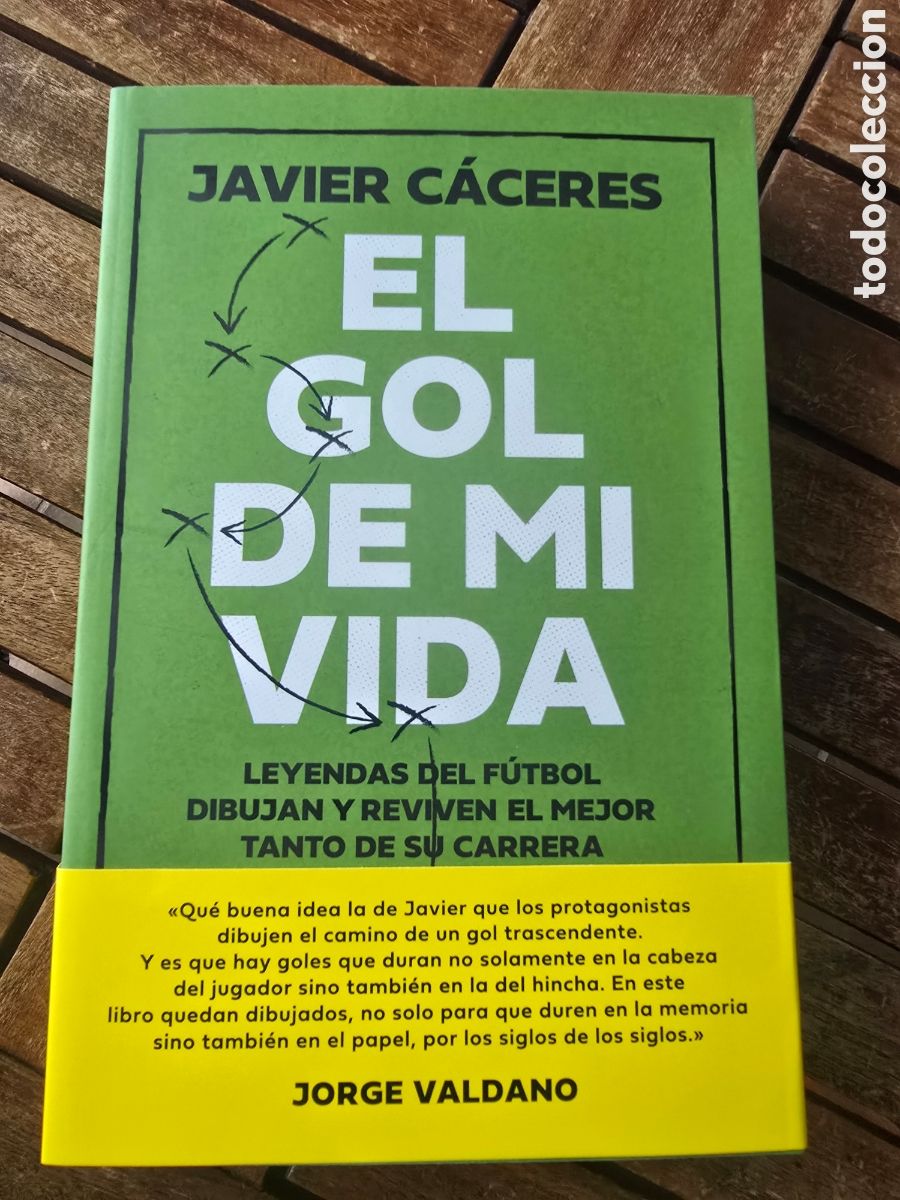 JAVIER CÁCERES
EL
GOL
DE MI
VIDA
LEYENDAS DEL FÚTBOL
DIBUJAN Y REVIVEN EL MEJOR
TANTO DE SU CARRERA
«Qué buena idea la de Javier que los protagonistas
dibujen el camino de un gol trascendente.
Y es que hay goles que duran no solamente en la cabeza
del jugador sino también en la del hincha. En este
libro quedan dibujados, no solo para que duren en la memoria
sino también en el papel, por los siglos de los siglos.»
JORGE VALDANO
todocoleccion